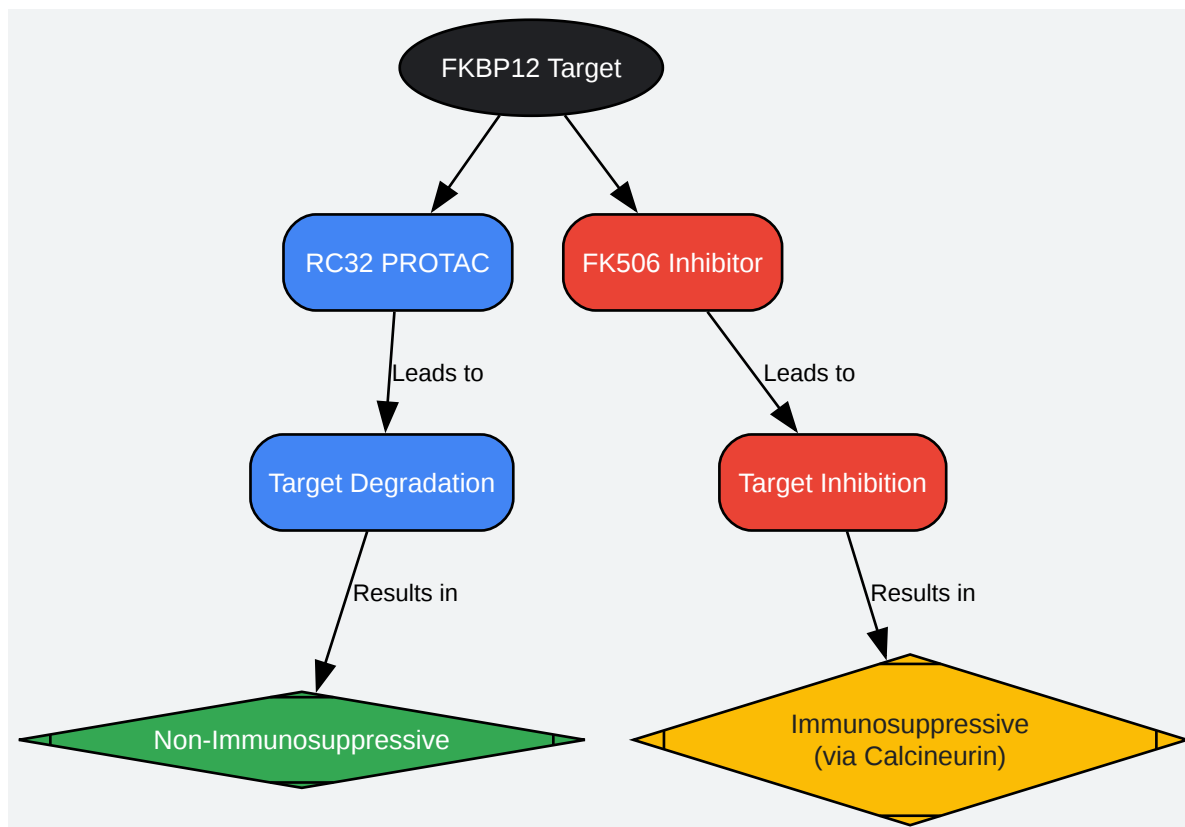 FKBP12 Target
RC32 PROTAC
FK506 Inhibitor
Leads to
Leads to
Target Degradation
Target Inhibition
Results in
Results in
Non-Immunosuppressive
Immunosuppressive
(via Calcineurin)